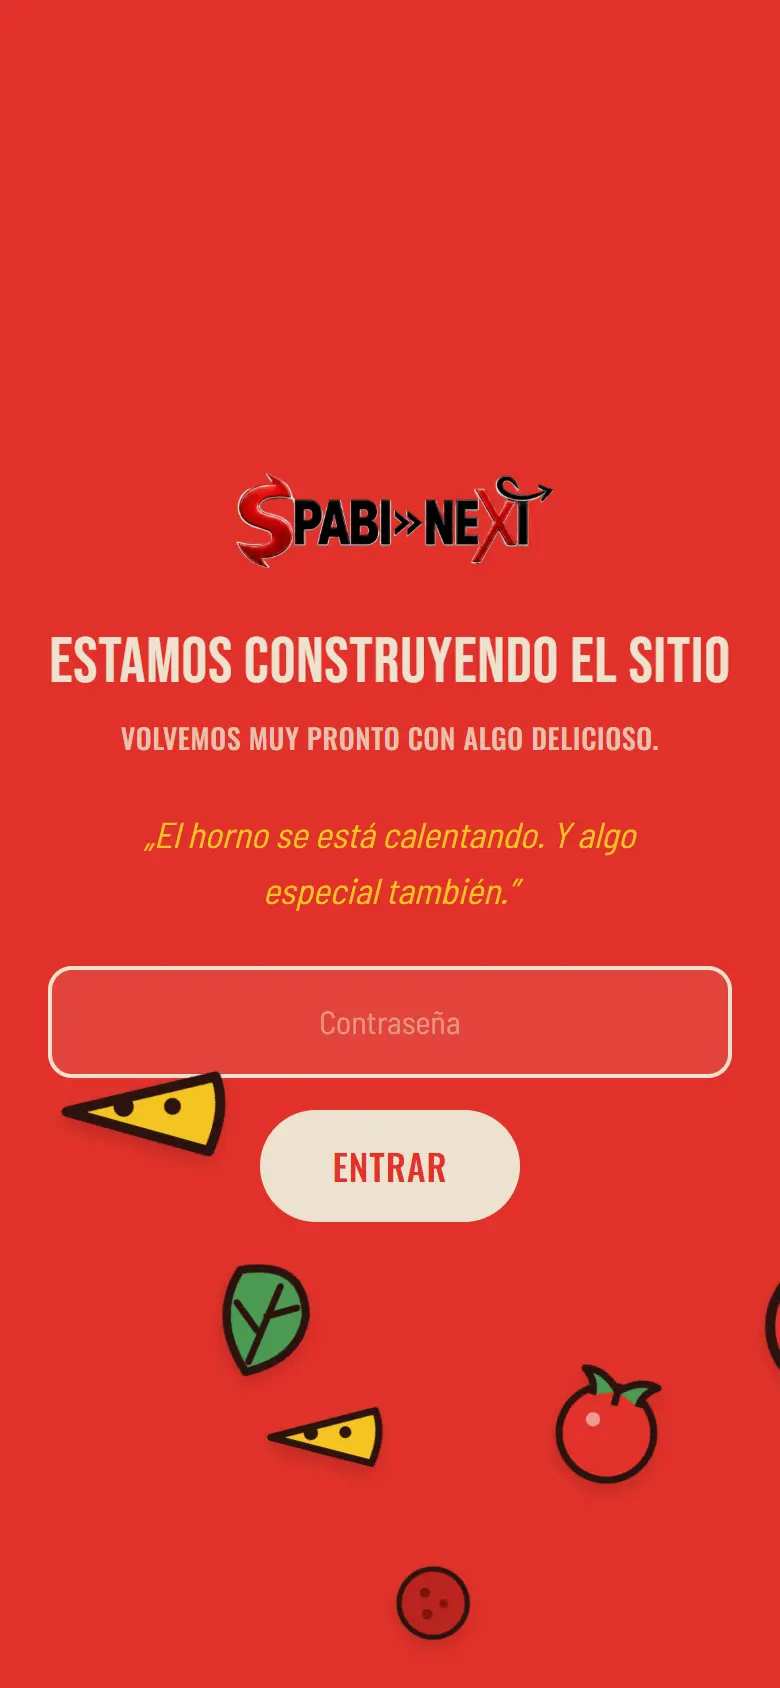 SPABI»NEXT
ESTAMOS CONSTRUYENDO EL SITIO
VOLVEMOS MUY PRONTO CON ALGO DELICIOSO.
„El horno se está calentando. Y algo
especial también.”
Contraseña
ENTRAR